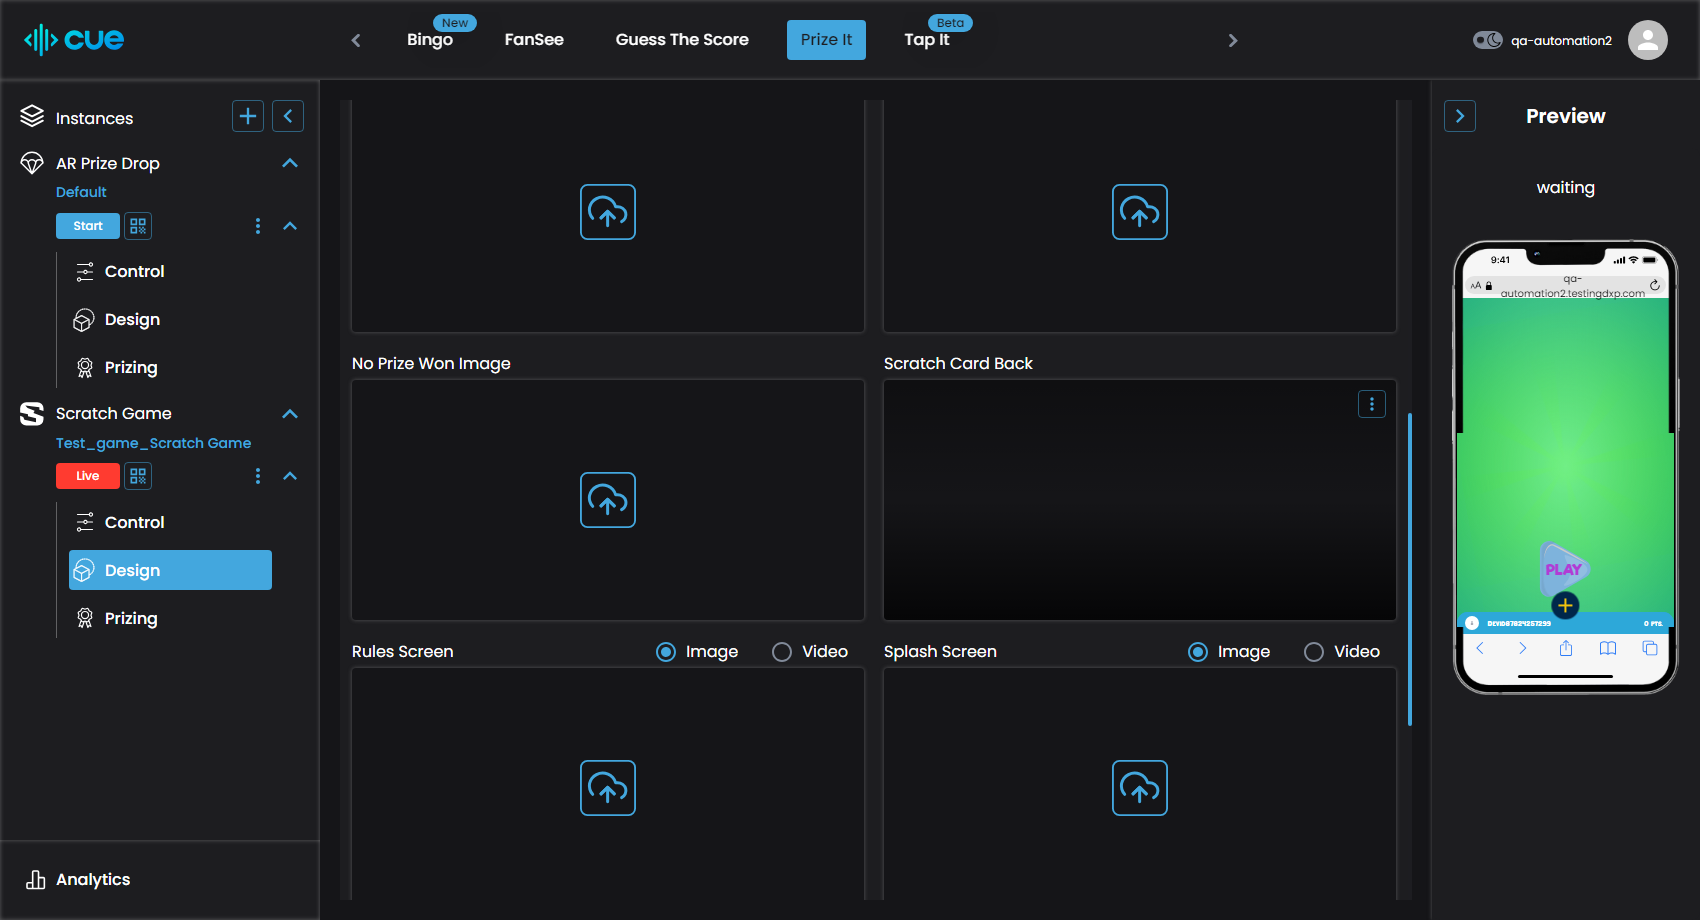 cue
Bingo
New
FanSee
Guess The Score
Prize It
Tap It
Beta
qa-automation2
Instances
AR Prize Drop
Default
Start
Control
Design
Prizing
Scratch Game
Test_game_Scratch Game
Live
Control
Design
Prizing
Analytics
No Prize Won Image
Scratch Card Back
Rules Screen
Image
Video
Splash Screen
Image
Video
Preview
waiting
9:41
AA
qa-
automation2.testingdxp.com
PLAY
0 PTS.